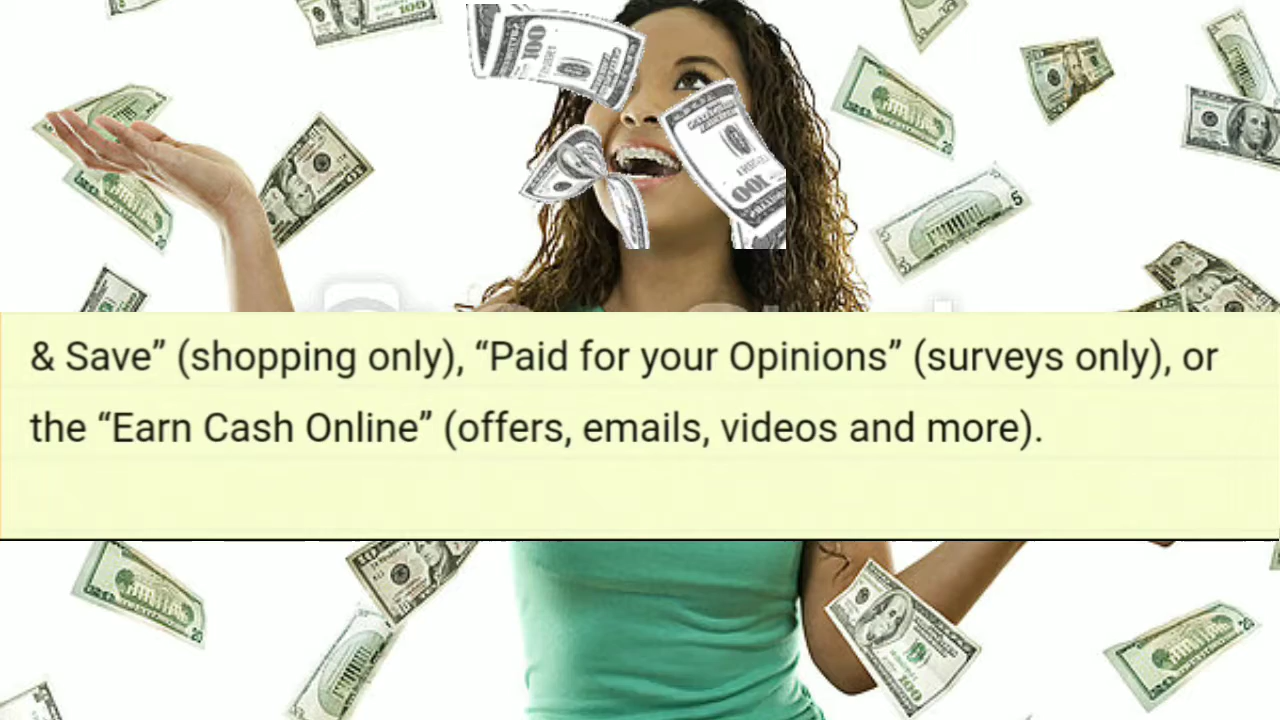 & Save” (shopping only), “Paid for your Opinions” (surveys only), or
the “Earn Cash Online” (offers, emails, videos and more).